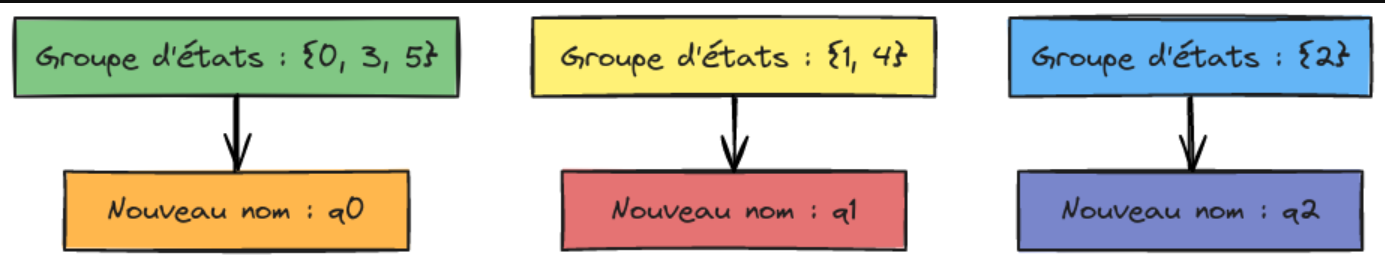 Groupe d'états : {0, 3, 5}
Groupe d'états : {1, 4}
Groupe d'états : {2}
Nouveau nom : q0
Nouveau nom : q1
Nouveau nom : q2